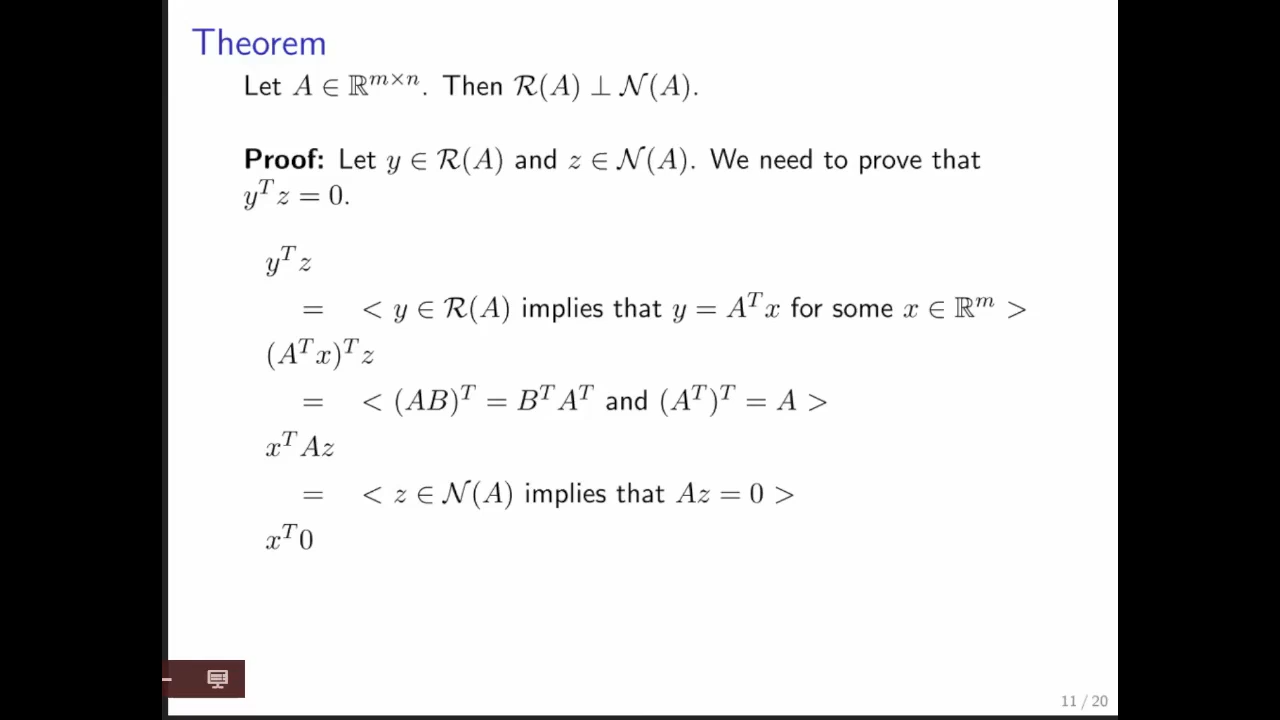 Theorem
Let A ∈ ℝ^{m×n}. Then ℛ(A) ⊥ 𝒩(A).
Proof: Let y ∈ ℛ(A) and z ∈ 𝒩(A). We need to prove that
y^T z = 0.
y^T z
= < y ∈ ℛ(A) implies that y = A^T x for some x ∈ ℝ^m >
(A^T x)^T z
= < (AB)^T = B^T A^T and (A^T)^T = A >
x^T Az
= < z ∈ 𝒩(A) implies that Az = 0 >
x^T 0
11 / 20